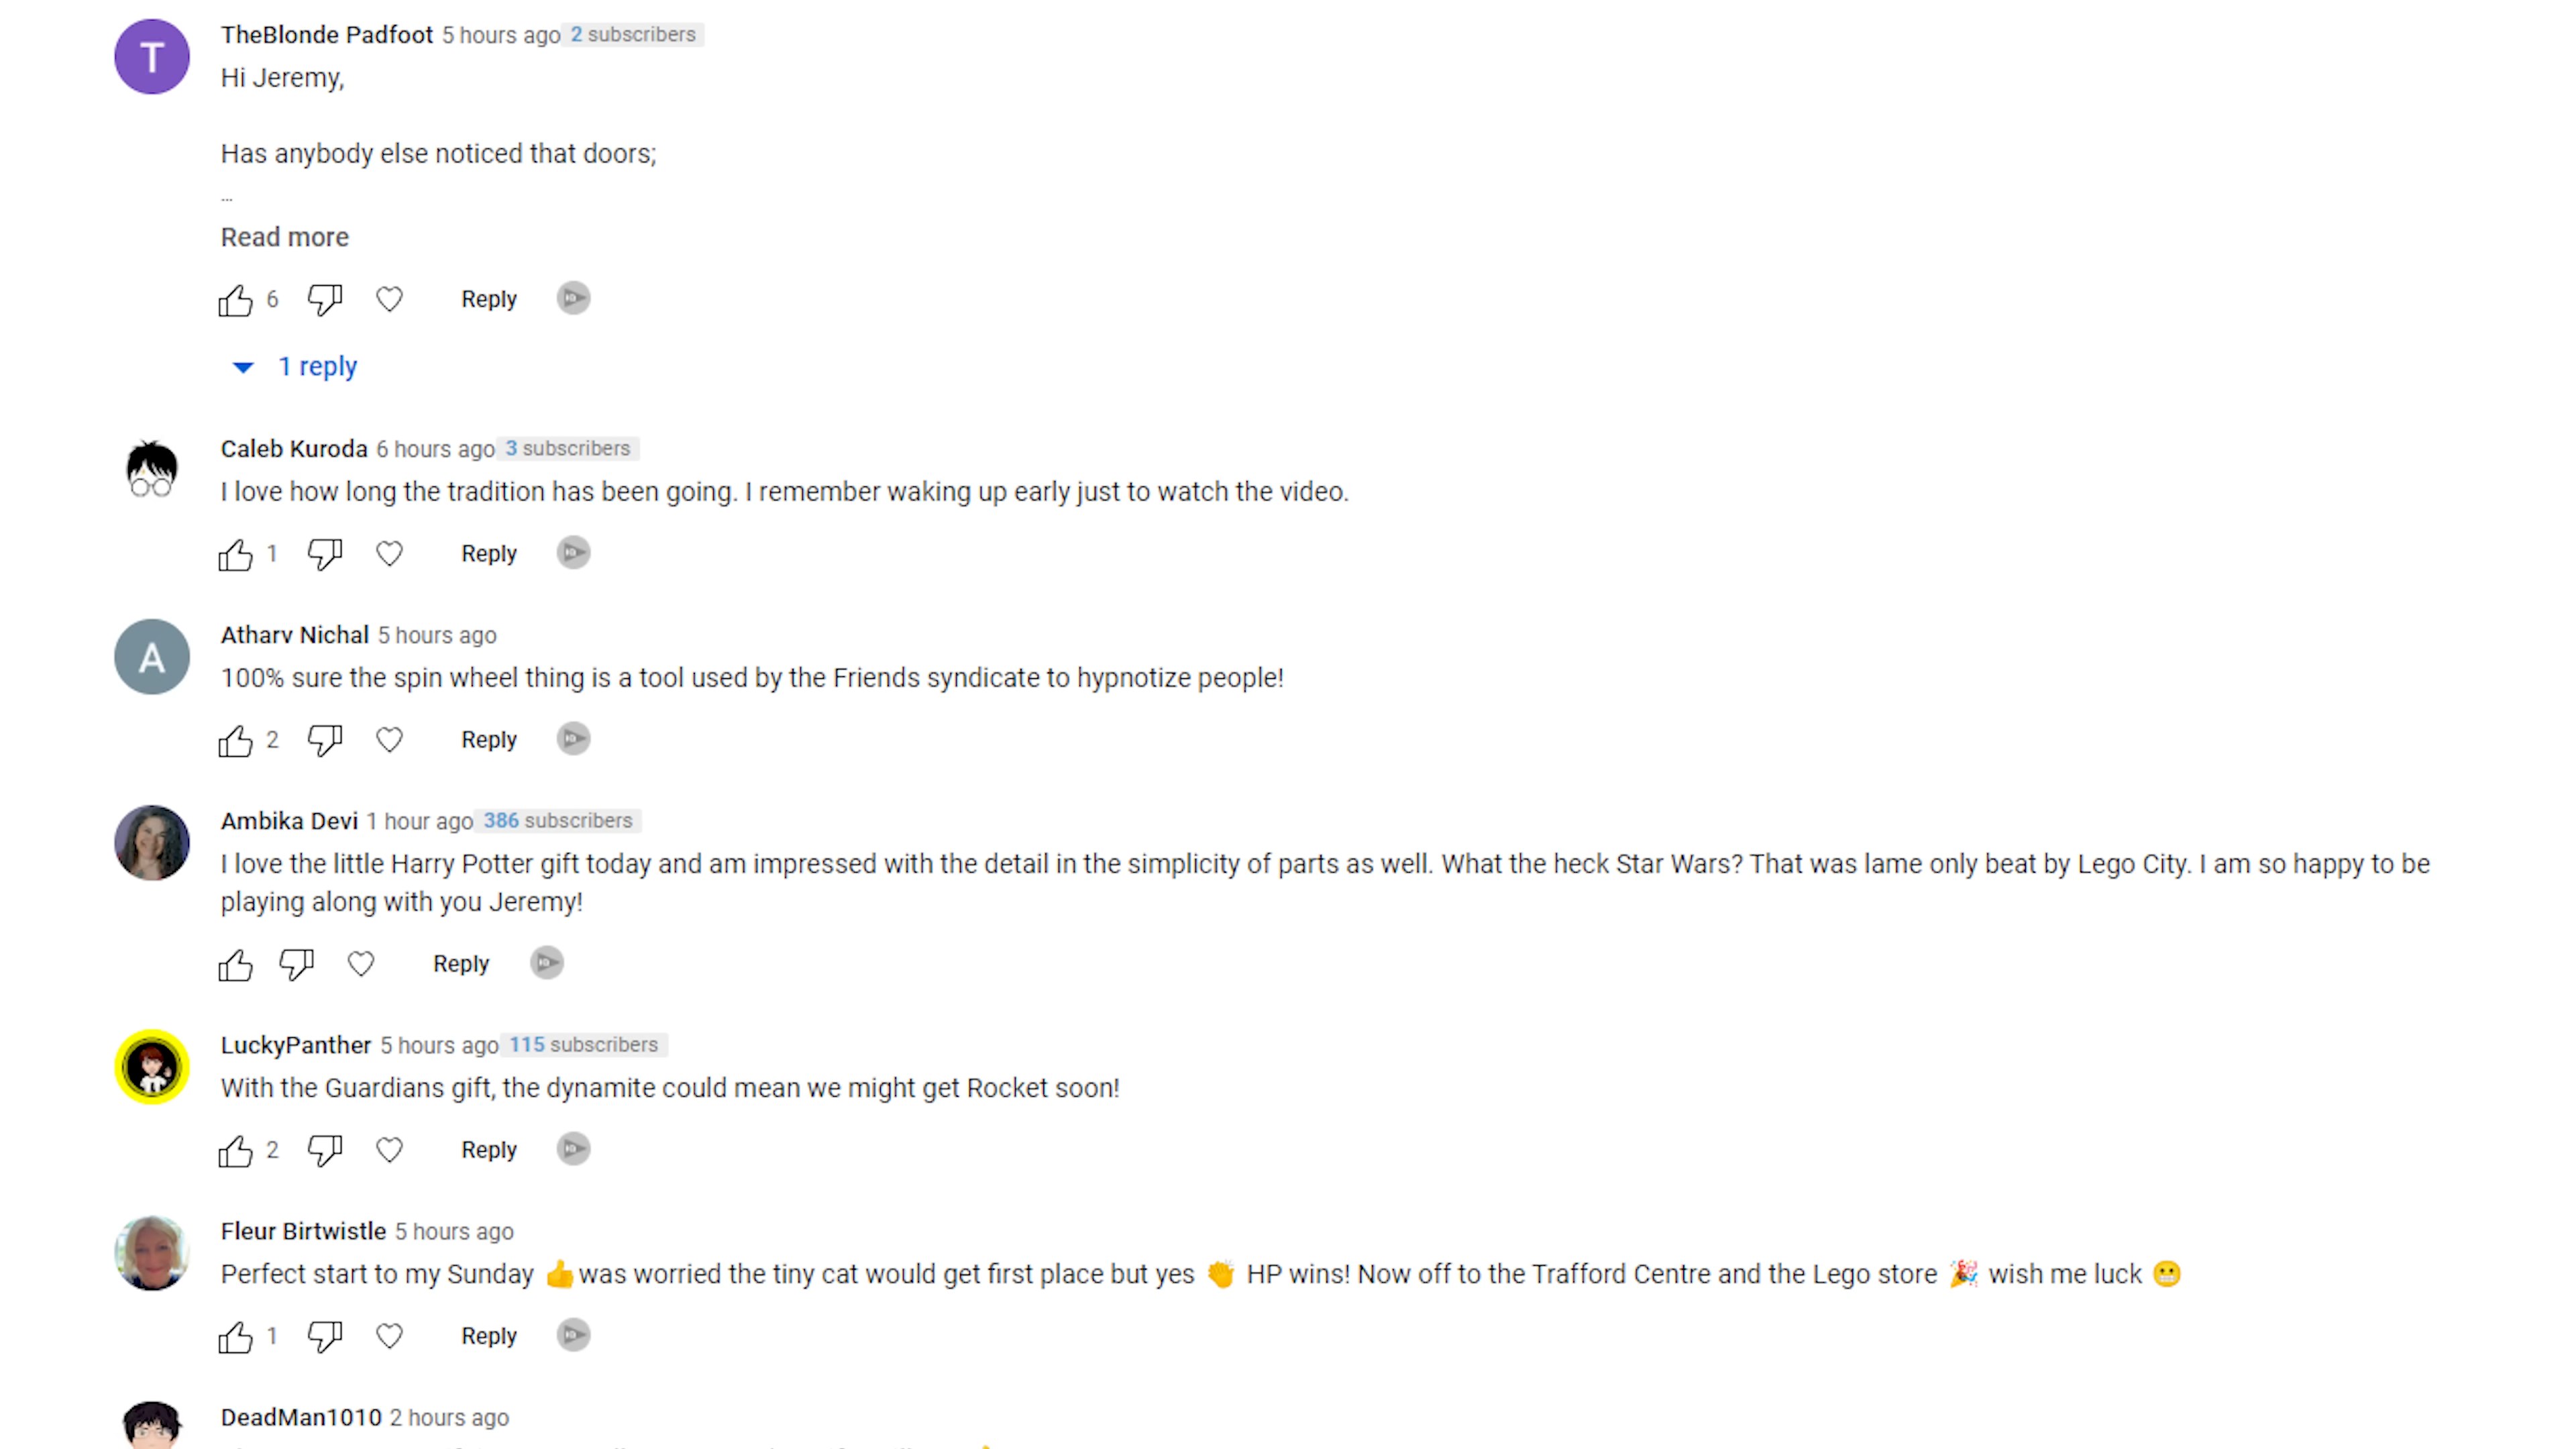 T
TheBlonde Padfoot 5 hours ago 2 subscribers
Hi Jeremy,
Has anybody else noticed that doors;
...
Read more
6 Reply
1 reply
Caleb Kuroda 6 hours ago 3 subscribers
I love how long the tradition has been going. I remember waking up early just to watch the video.
1 Reply
A
Atharv Nichal 5 hours ago
100% sure the spin wheel thing is a tool used by the Friends syndicate to hypnotize people!
2 Reply
Ambika Devi 1 hour ago 386 subscribers
I love the little Harry Potter gift today and am impressed with the detail in the simplicity of parts as well. What the heck Star Wars? That was lame only beat by Lego City. I am so happy to be
playing along with you Jeremy!
Reply
LuckyPanther 5 hours ago 115 subscribers
With the Guardians gift, the dynamite could mean we might get Rocket soon!
2 Reply
Fleur Birtwistle 5 hours ago
Perfect start to my Sunday 👍 was worried the tiny cat would get first place but yes 👏 HP wins! Now off to the Trafford Centre and the Lego store 🎉 wish me luck 😬
1 Reply
DeadMan1010 2 hours ago